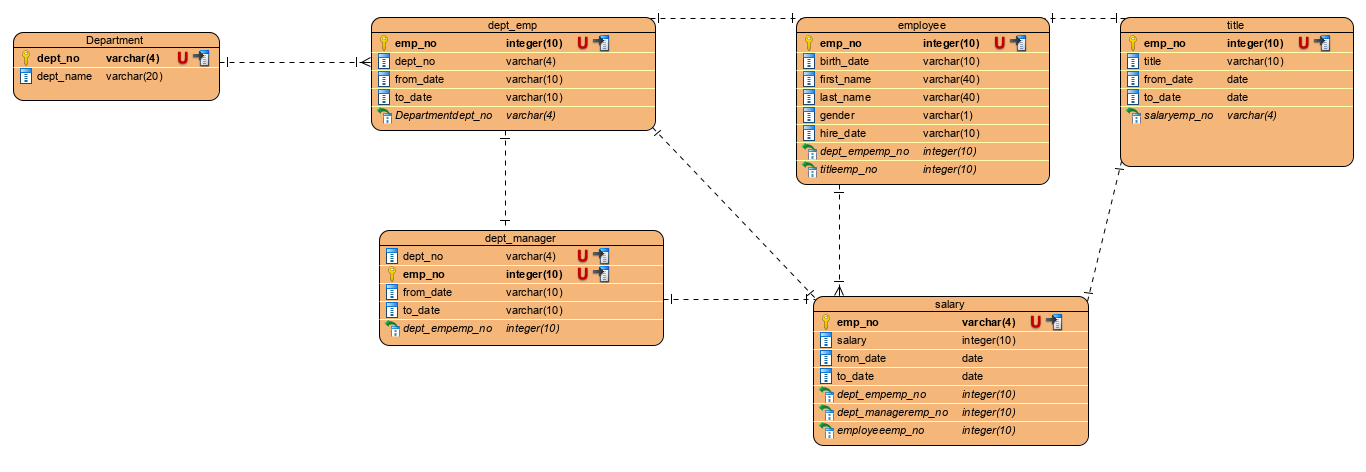 Department
dept_no varchar(4) U
dept_name varchar(20)
dept_emp
emp_no integer(10) U
dept_no varchar(4)
from_date varchar(10)
to_date varchar(10)
Departmentdept_no varchar(4)
employee
emp_no integer(10) U
birth_date varchar(10)
first_name varchar(40)
last_name varchar(40)
gender varchar(1)
hire_date varchar(10)
dept_empemp_no integer(10)
titleemp_no integer(10)
title
emp_no integer(10) U
title varchar(10)
from_date date
to_date date
salaryemp_no varchar(4)
dept_manager
dept_no varchar(4) U
emp_no integer(10) U
from_date varchar(10)
to_date varchar(10)
dept_empemp_no integer(10)
salary
emp_no varchar(4) U
salary integer(10)
from_date date
to_date date
dept_empemp_no integer(10)
dept_manageremp_no integer(10)
employeeemp_no integer(10)